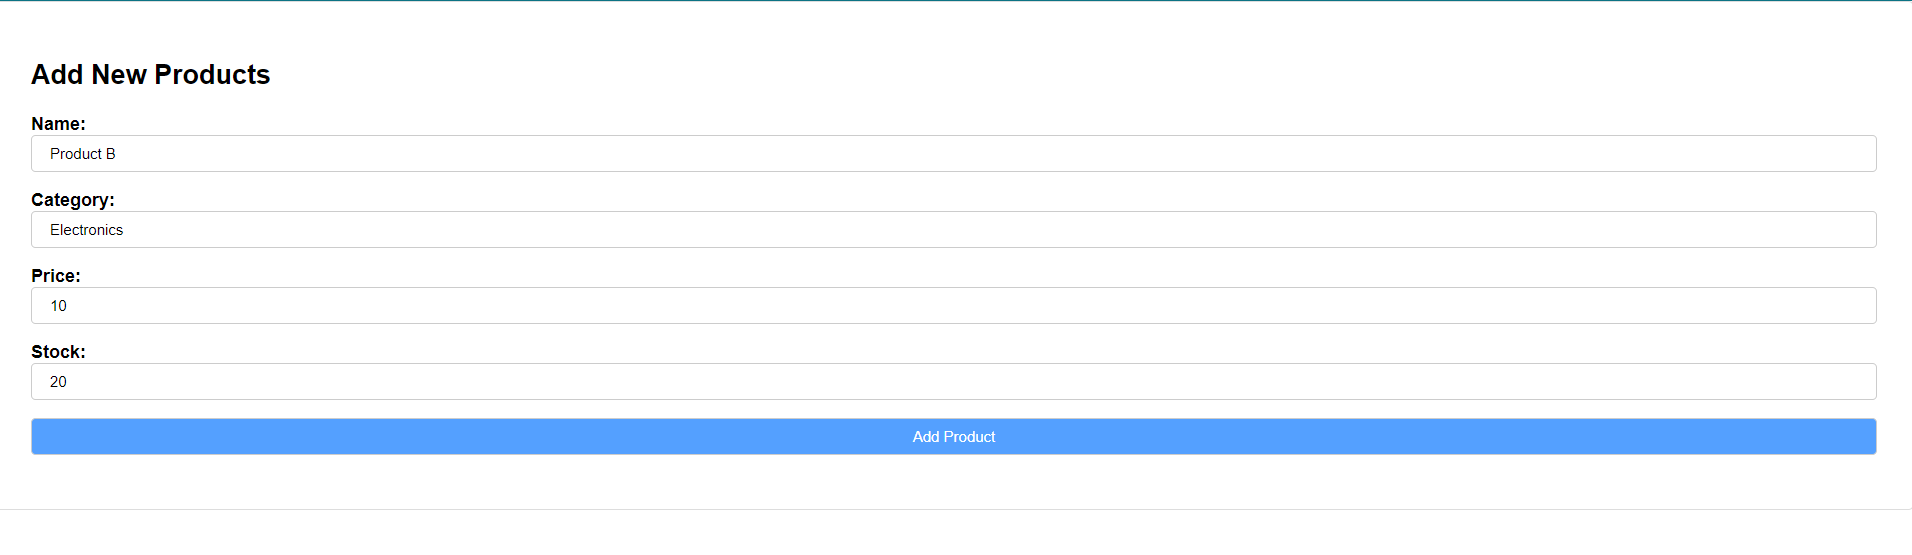 Add New Products
Name:
Product B
Category:
Electronics
Price:
10
Stock:
20
Add Product